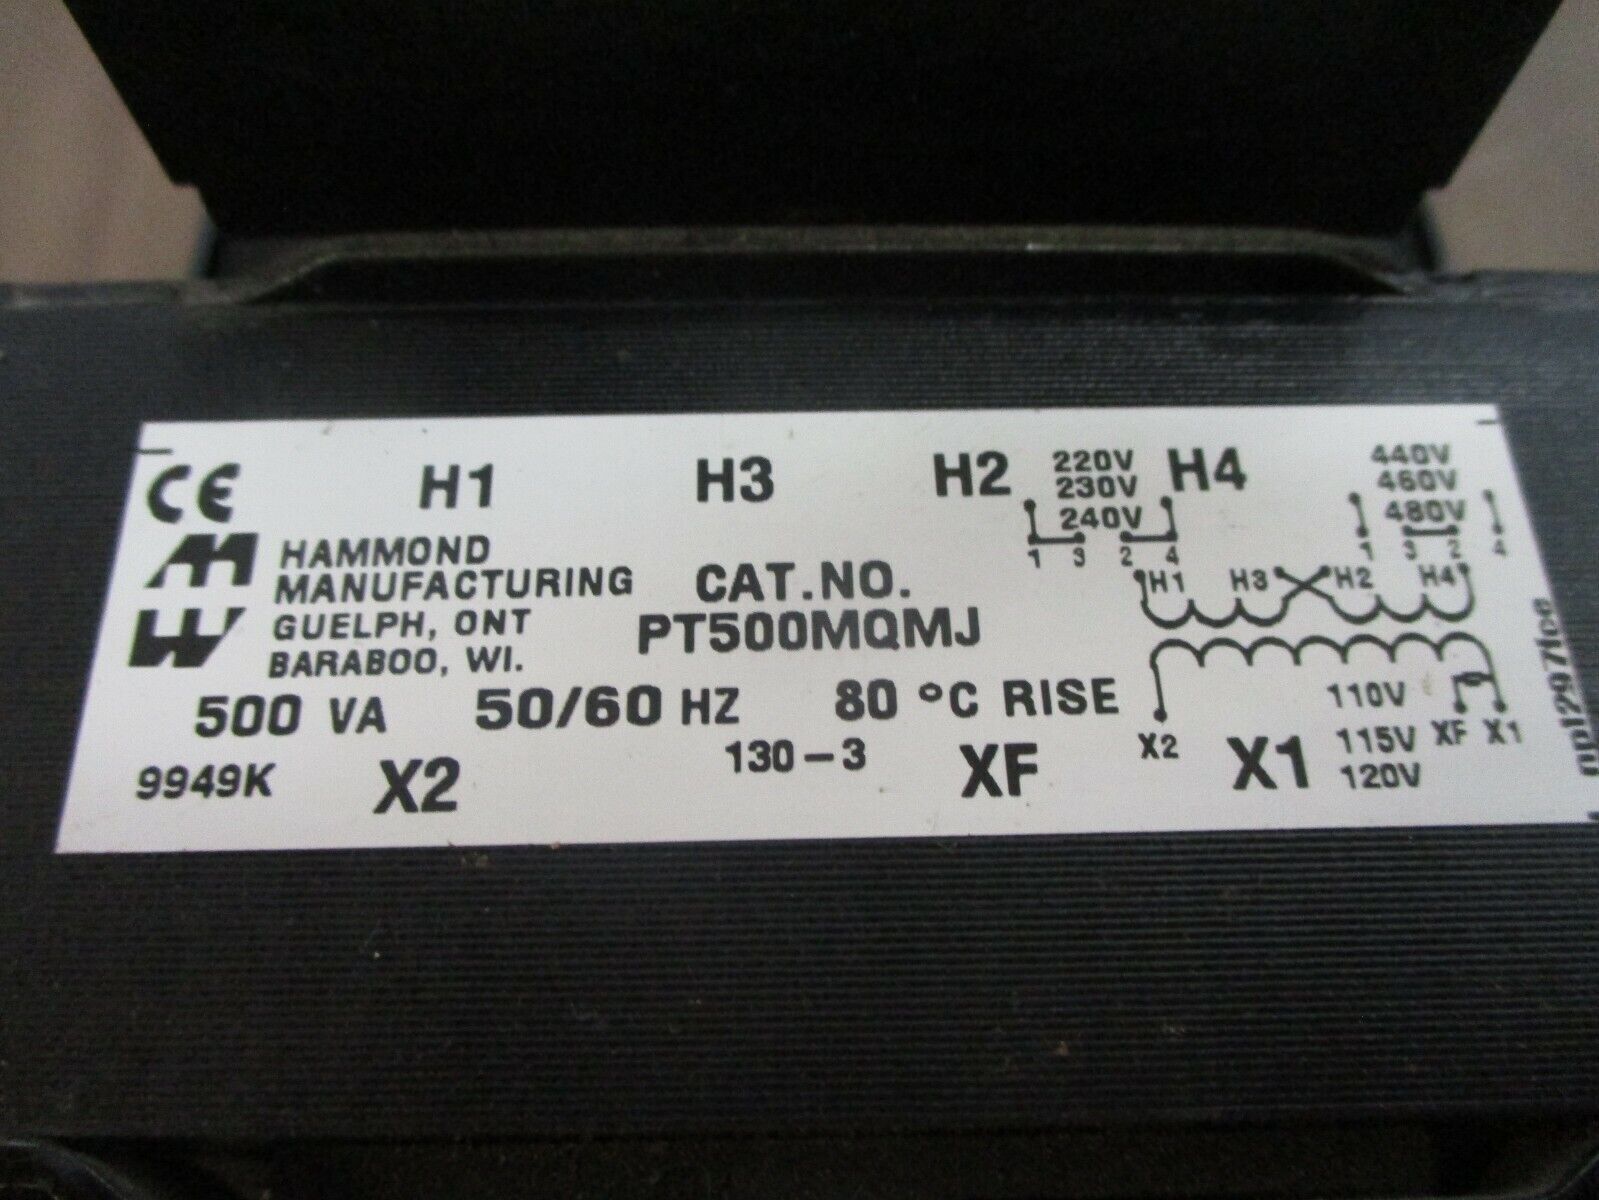 CE H1 H3 H2 220V H4 440V
230V 460V
240V 480V
1 3 2 4 1 3 2 4
HAMMOND
MANUFACTURING
GUELPH, ONT
BARABOO, WI.
CAT.NO.
PT500MQMJ
H1 H3 H2 H4
500 VA 50/60 HZ 80 °C RISE
110V
X2 115V XF X1
120V
9949K X2 130-3 XF X1